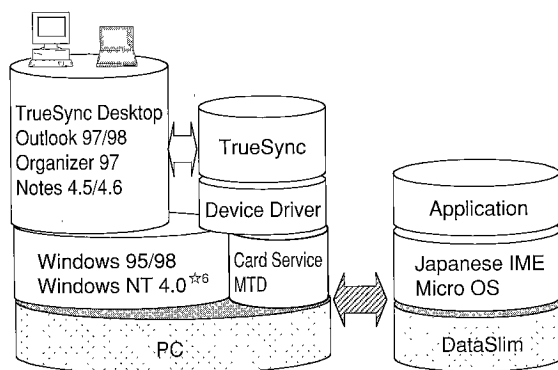 TrueSync Desktop
Outlook 97/98
Organizer 97
Notes 4.5/4.6
TrueSync
Device Driver
Windows 95/98
Windows NT 4.0 ☆6
Card Service
MTD
PC
Application
Japanese IME
Micro OS
DataSlim